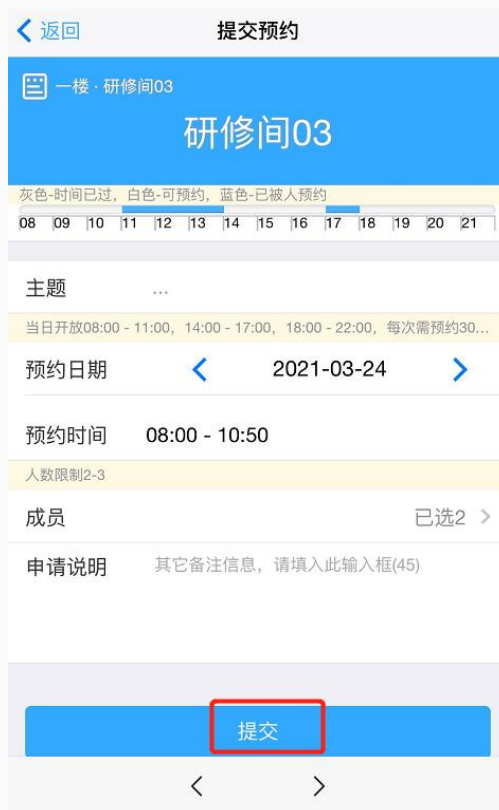 返回 提交预约
一楼 · 研修间03
研修间03
灰色-时间已过，白色-可预约，蓝色-已被人预约
08 09 10 11 12 13 14 15 16 17 18 19 20 21
主题 ...
当日开放08:00 - 11:00，14:00 - 17:00，18:00 - 22:00，每次需预约30...
预约日期 2021-03-24
预约时间 08:00 - 10:50
人数限制2-3
成员 已选2
申请说明 其它备注信息，请填入此输入框(45)
提交